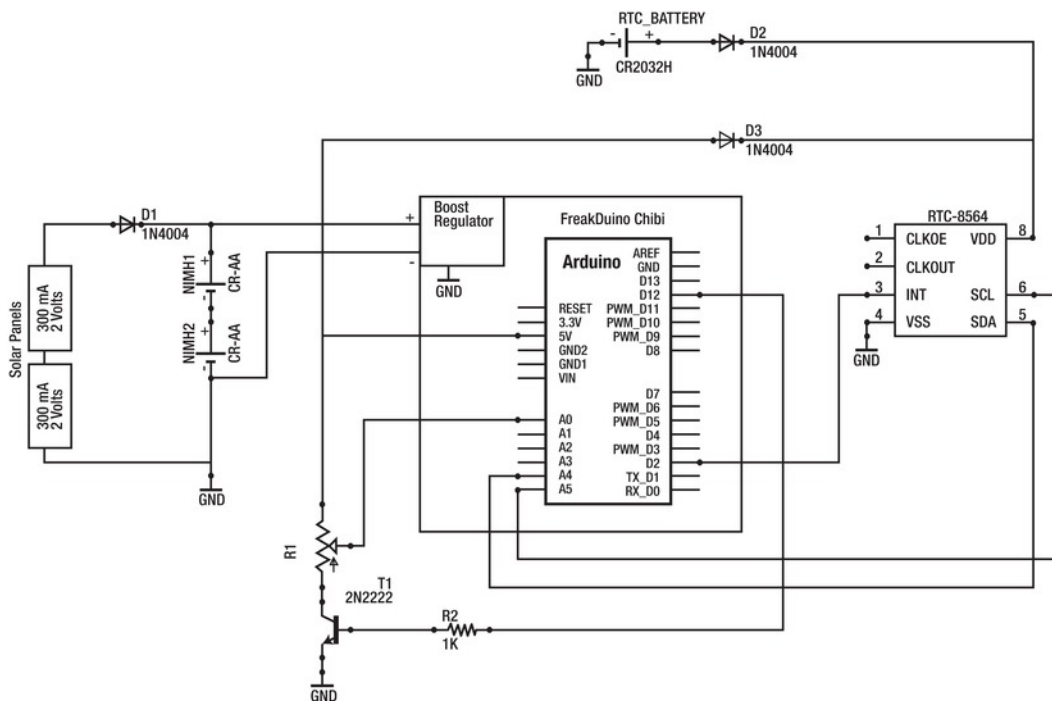 RTC_BATTERY
-
+
CR2032H
GND
D2
1N4004
D3
1N4004
D1
1N4004
+
-
Boost
Regulator
GND
FreakDuino Chibi
Arduino
RESET
3.3V
5V
GND2
GND1
VIN
A0
A1
A2
A3
A4
A5
AREF
GND
D13
D12
PWM_D11
PWM_D10
PWM_D9
D8
D7
PWM_D6
PWM_D5
D4
PWM_D3
D2
TX_D1
RX_D0
RTC-8564
1 CLKOE VDD 8
2 CLKOUT
3 INT SCL 6
4 VSS SDA 5
GND
Solar Panels
300 mA
2 Volts
300 mA
2 Volts
NIMH1
+
-
CR-AA
NIMH2
+
-
CR-AA
GND
R1
T1
2N2222
R2
1K
GND